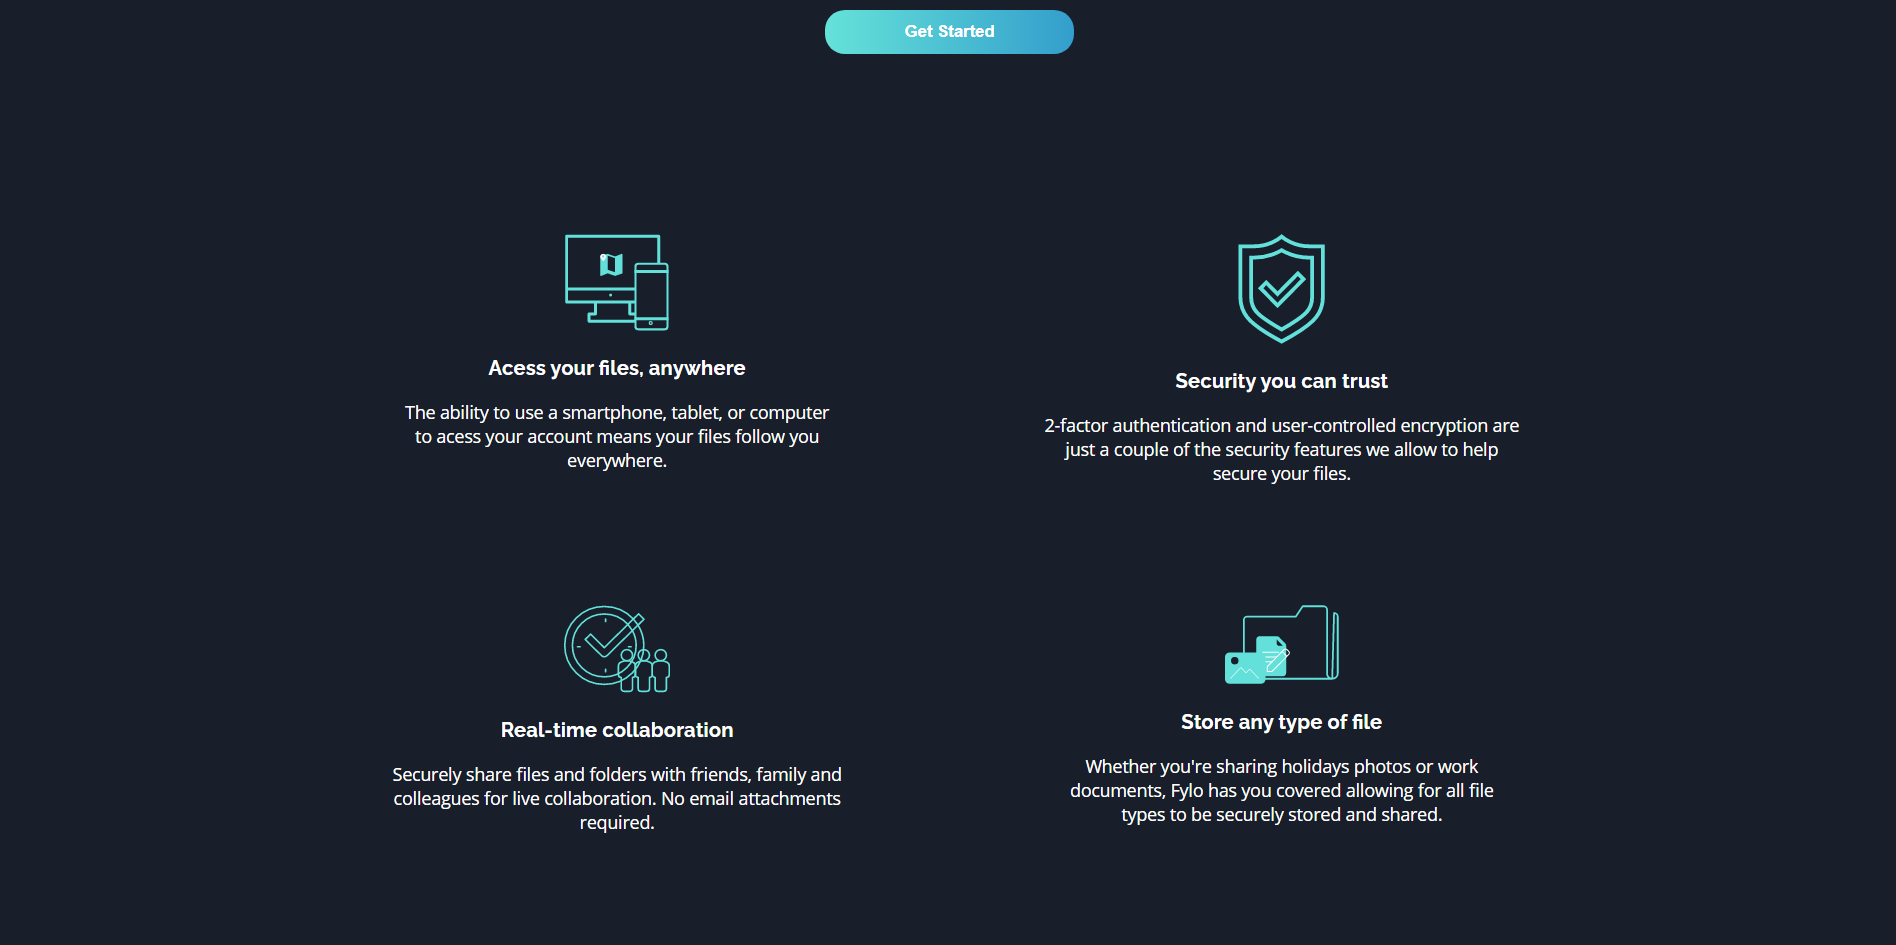 Get Started
Acess your files, anywhere
The ability to use a smartphone, tablet, or computer
to acess your account means your files follow you
everywhere.
Security you can trust
2-factor authentication and user-controlled encryption are
just a couple of the security features we allow to help
secure your files.
Real-time collaboration
Securely share files and folders with friends, family and
colleagues for live collaboration. No email attachments
required.
Store any type of file
Whether you're sharing holidays photos or work
documents, Fylo has you covered allowing for all file
types to be securely stored and shared.